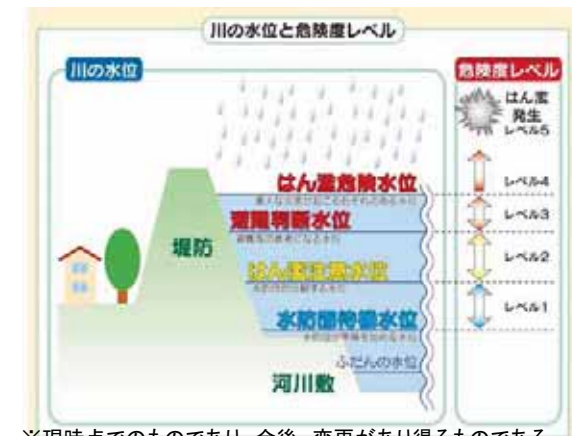 川の水位と危険度レベル
川の水位
危険度レベル
はん濫
発生
レベル5
はん濫危険水位
レベル4
避難判断水位
レベル3
堤防
はん濫注意水位
レベル2
水防団待機水位
レベル1
ふだんの水位
河川敷
※現時点でのものであり、今後、変更があり得るものである